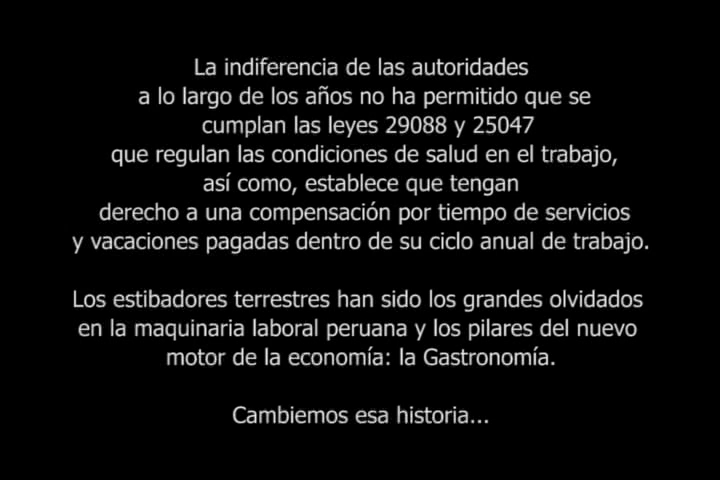 La indiferencia de las autoridades
a lo largo de los años no ha permitido que se
cumplan las leyes 29088 y 25047
que regulan las condiciones de salud en el trabajo,
así como, establece que tengan
derecho a una compensación por tiempo de servicios
y vacaciones pagadas dentro de su ciclo anual de trabajo.
Los estibadores terrestres han sido los grandes olvidados
en la maquinaria laboral peruana y los pilares del nuevo
motor de la economía: la Gastronomía.
Cambiemos esa historia...